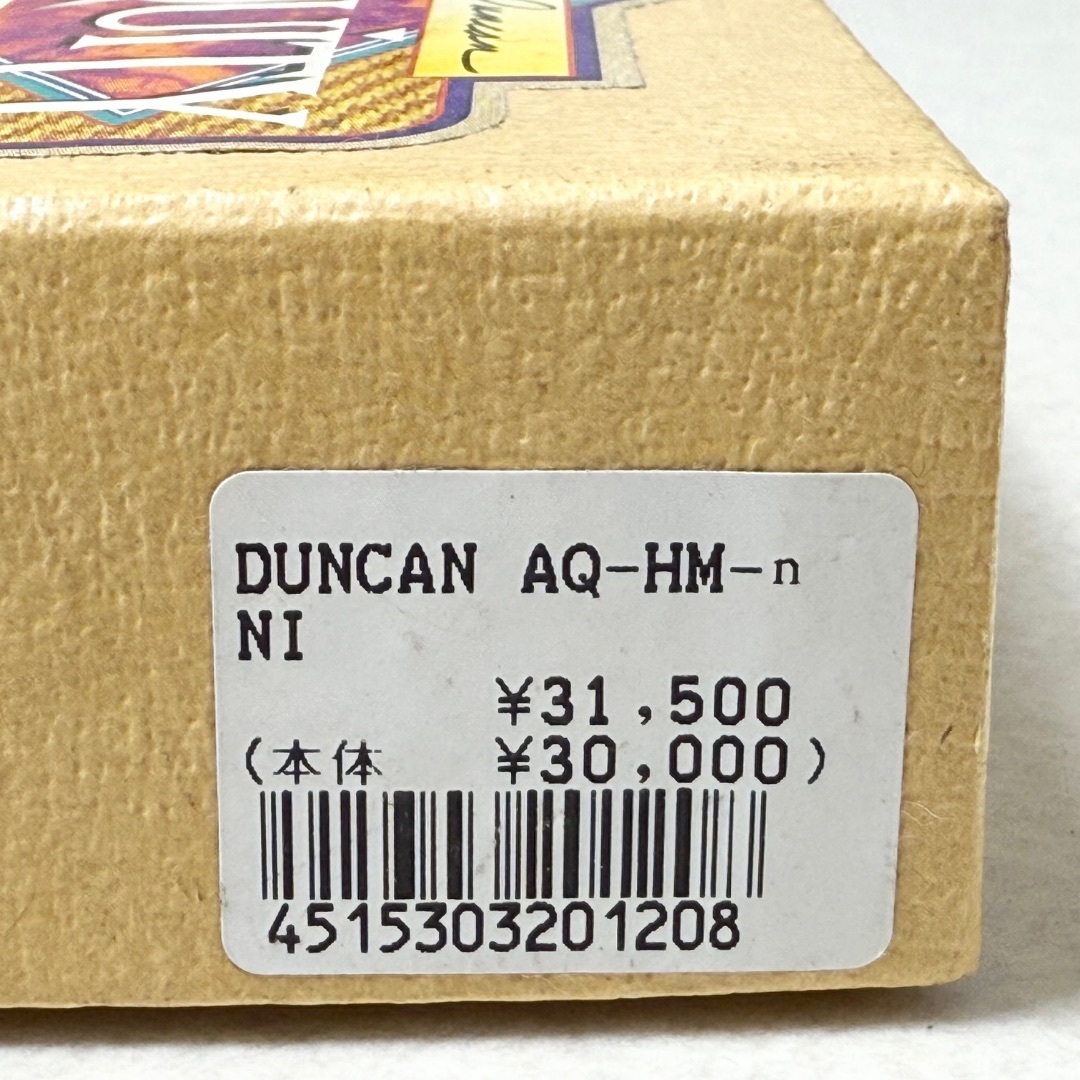 DUNCAN AQ-HM-n
NI
¥31,500
(本体 ¥30,000)
4515303201208